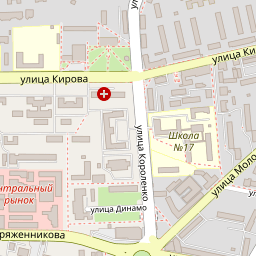 улица Кирова
улица Ки
улица Короленко
Школа
№17
улица Моло
нтральный
рынок
улица Динамо
ряженникова